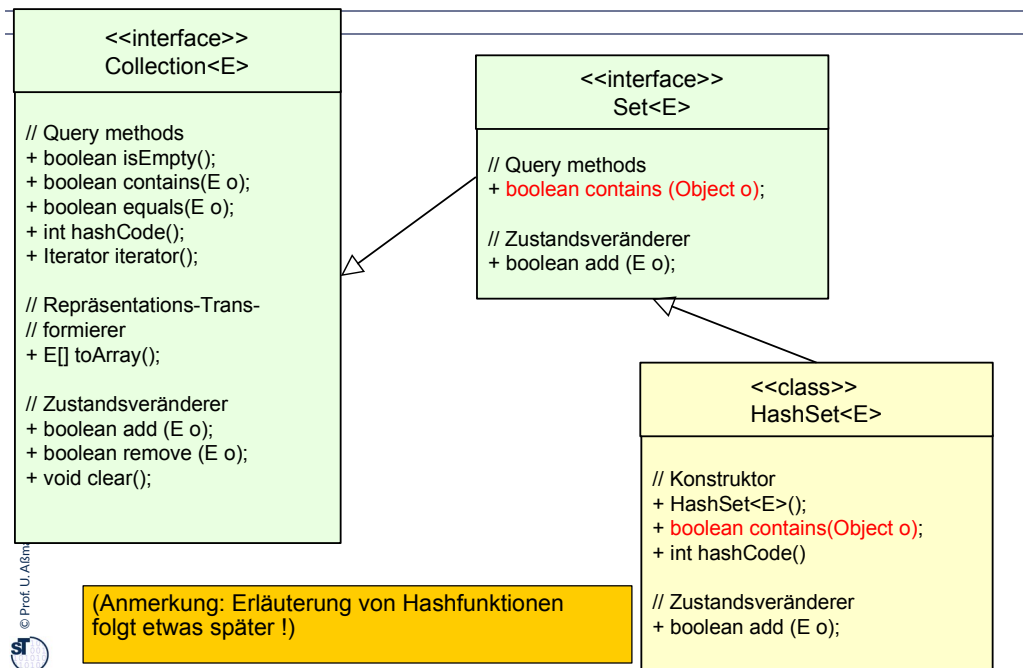 <<interface>>
Collection<E>
// Query methods
+ boolean isEmpty();
+ boolean contains(E o);
+ boolean equals(E o);
+ int hashCode();
+ Iterator iterator();
// Repräsentations-Trans-
// formierer
+ E[] toArray();
// Zustandsveränderer
+ boolean add (E o);
+ boolean remove (E o);
+ void clear();
<<interface>>
Set<E>
// Query methods
+ boolean contains (Object o);
// Zustandsveränderer
+ boolean add (E o);
<<class>>
HashSet<E>
// Konstruktor
+ HashSet<E>();
+ boolean contains(Object o);
+ int hashCode()
// Zustandsveränderer
+ boolean add (E o);
(Anmerkung: Erläuterung von Hashfunktionen
folgt etwas später !)
© Prof. U. Aßm
ST